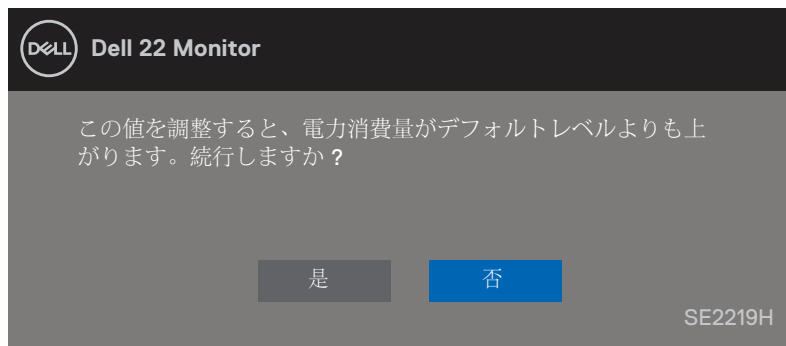 DELL Dell 22 Monitor
この値を調整すると、電力消費量がデフォルトレベルよりも上
がります。続行しますか ?
是 否
SE2219H